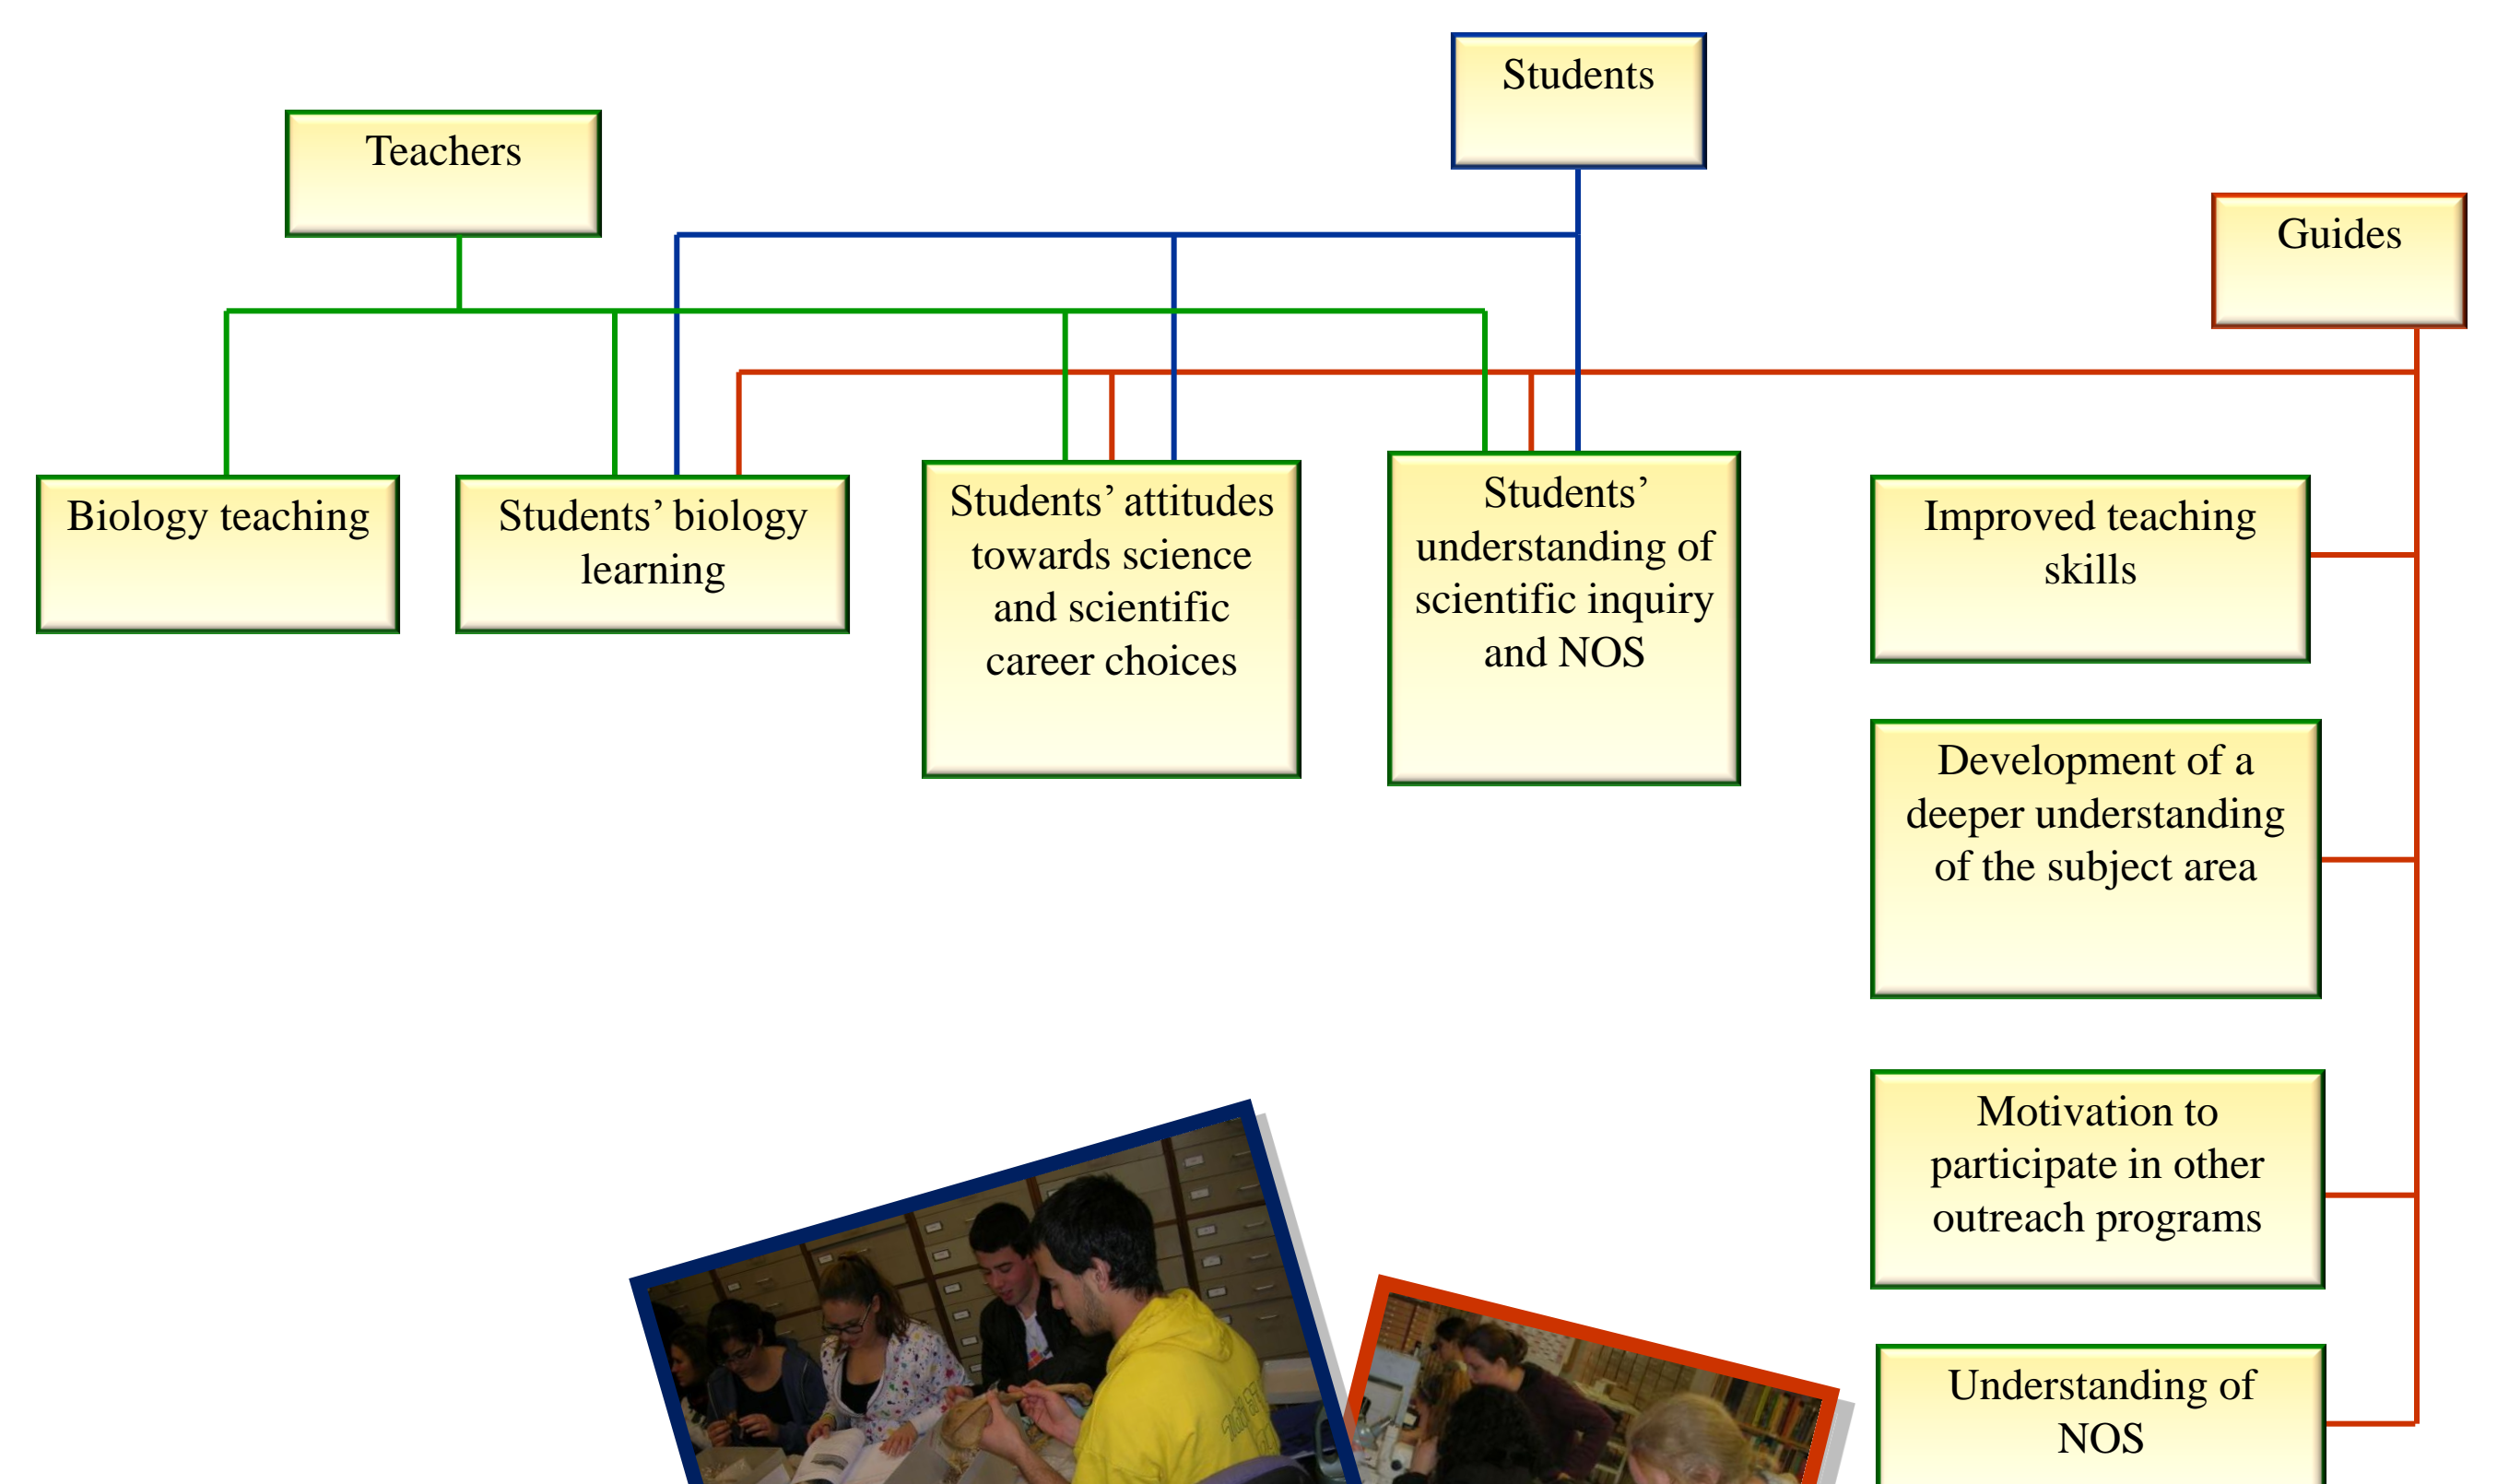 Students
Teachers
Guides
Biology teaching
Students’ biology
learning
Students’ attitudes
towards science
and scientific
career choices
Students’
understanding of
scientific inquiry
and NOS
Improved teaching
skills
Development of a
deeper understanding
of the subject area
Motivation to
participate in other
outreach programs
Understanding of
NOS